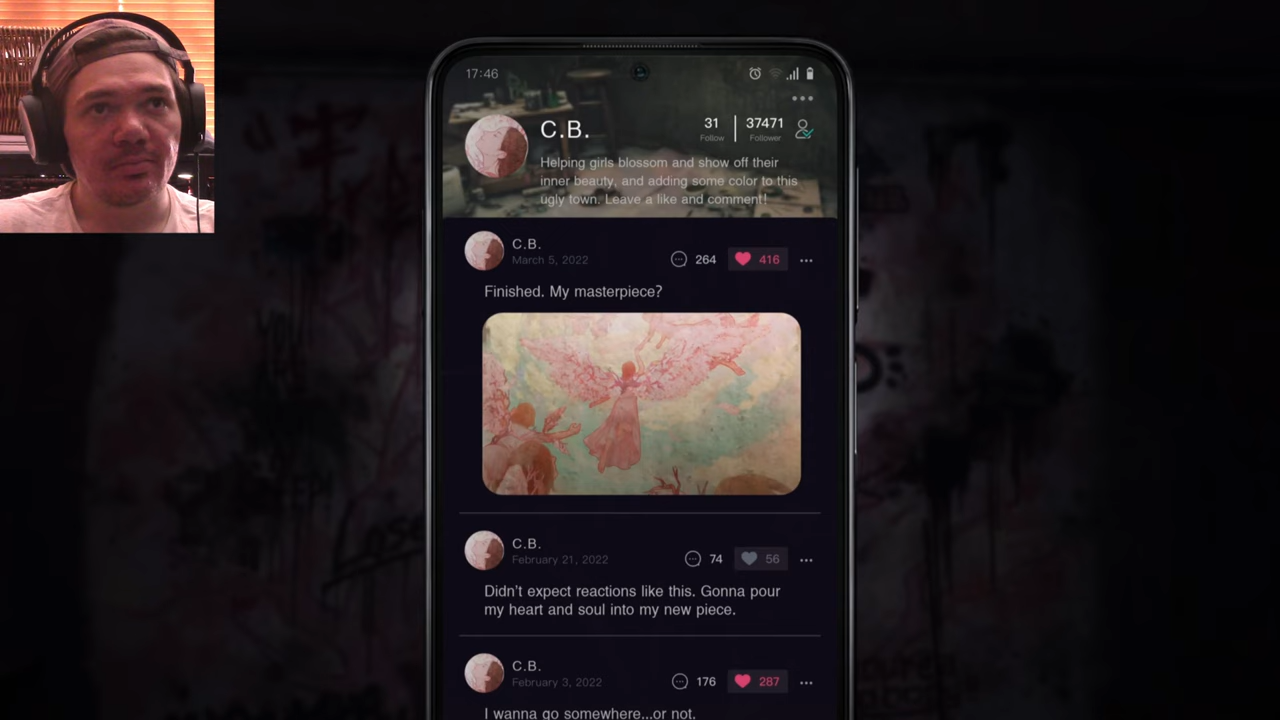 17:46
C.B.
31
Follow
37471
Follower
Helping girls blossom and show off their
inner beauty, and adding some color to this
ugly town. Leave a like and comment!
C.B.
March 5, 2022
264
416
Finished. My masterpiece?
C.B.
February 21, 2022
74
56
Didn't expect reactions like this. Gonna pour
my heart and soul into my new piece.
C.B.
February 3, 2022
176
287
I wanna go somewhere...or not.